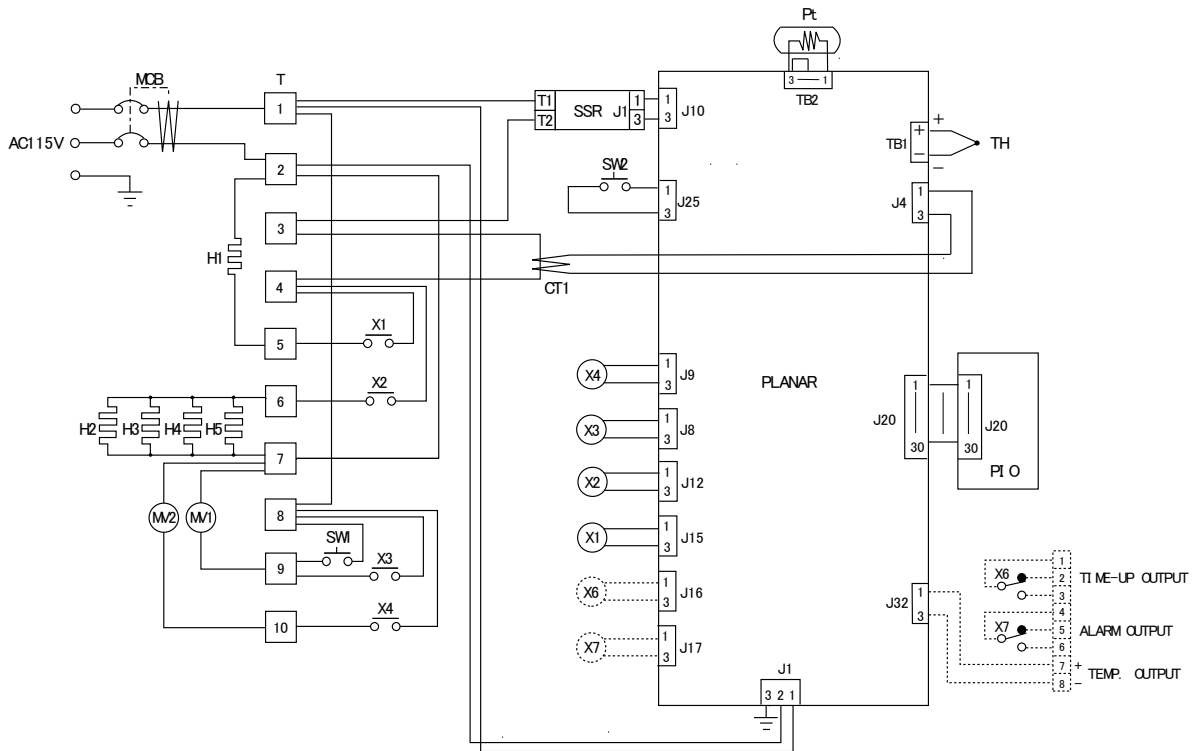 Pt
MCB
T
3
1
TB2
1
T1
T2
SSR
J1
1
3
1
3
J10
AC115V
2
+
−
TB1
+
−
TH
SW2
1
3
J25
1
3
J4
3
H1
4
CT1
5
X1
X4
1
3
J9
PLANAR
X2
6
H2
H3
H4
H5
X3
1
3
J8
J20
1
30
1
30
J20
PIO
7
X2
1
3
J12
MV2
MV1
8
X1
1
3
J15
SW1
9
X3
X6
1
3
J16
J32
1
3
X6
1
2
3
TIME-UP OUTPUT
10
X4
X7
1
3
J17
X7
4
5
6
ALARM OUTPUT
7
8
+
−
TEMP. OUTPUT
J1
3 2 1